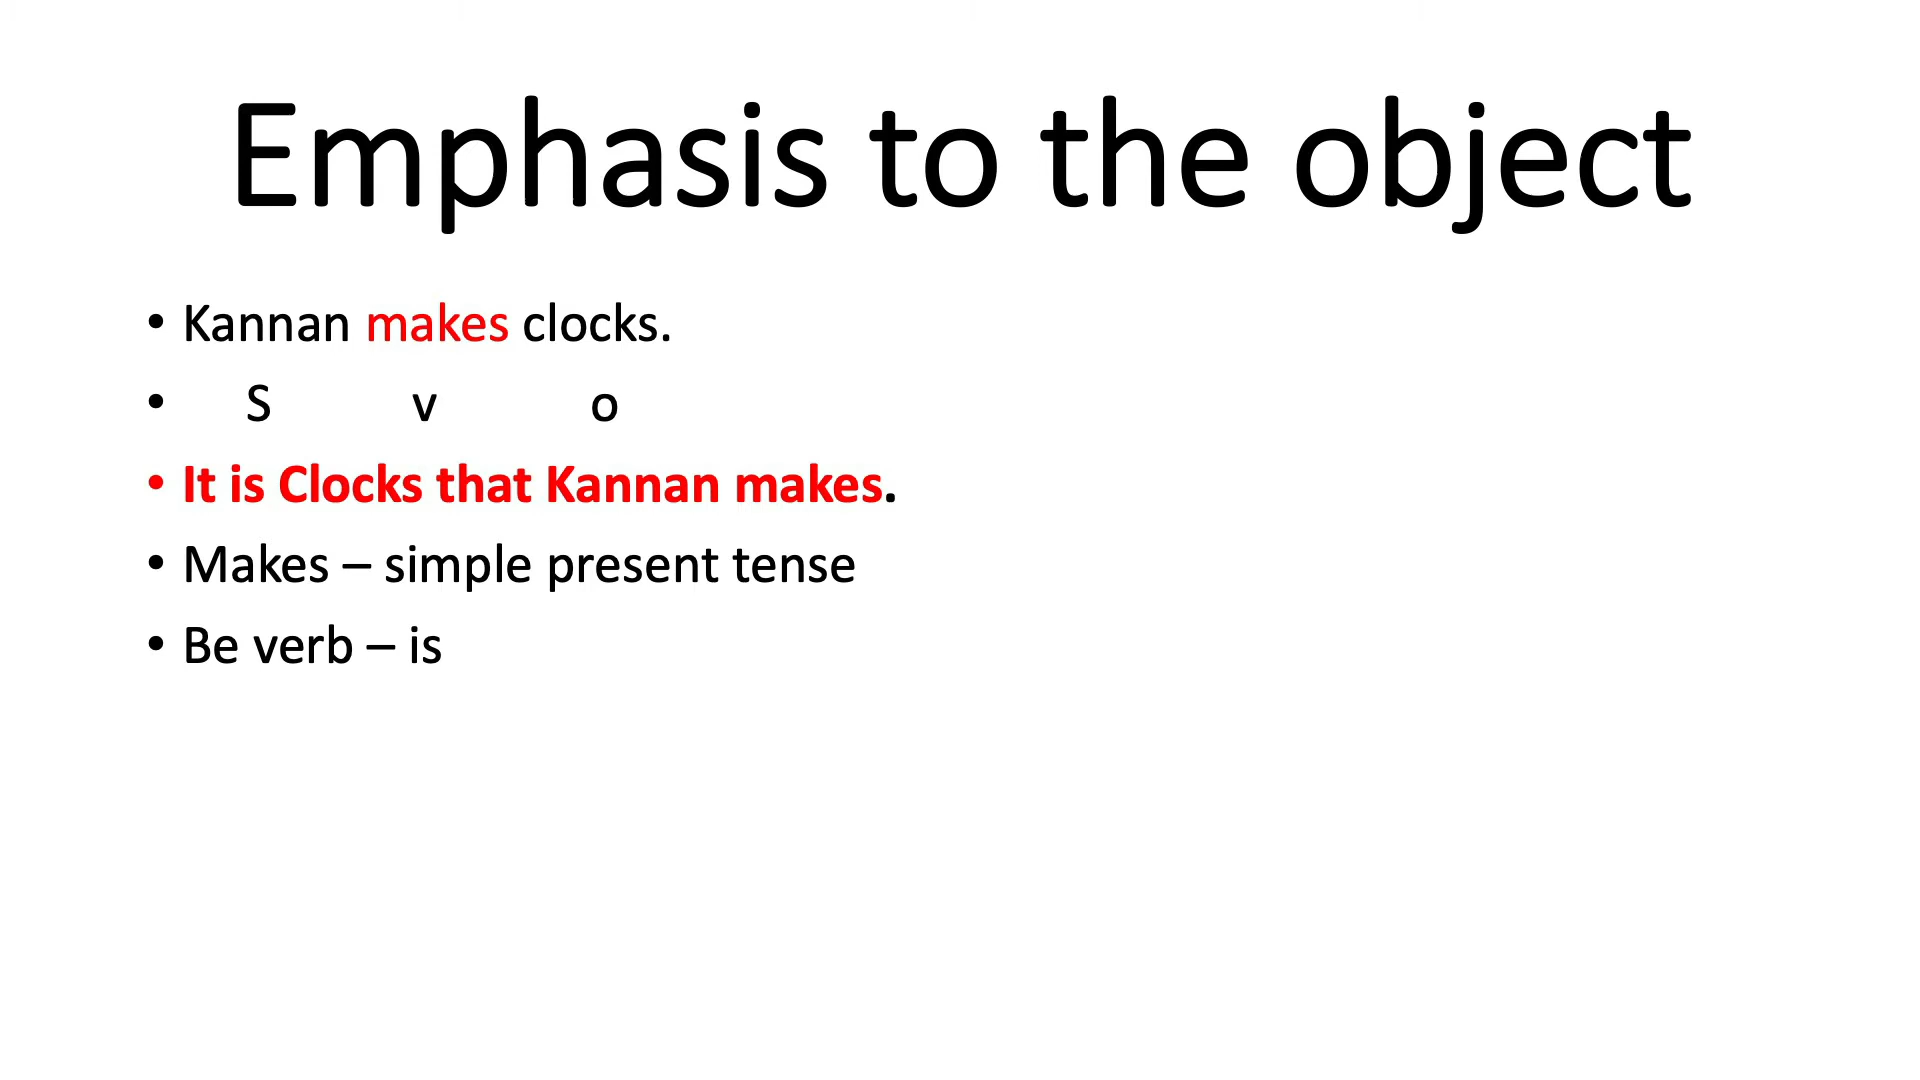 Emphasis to the object
• Kannan makes clocks.
• S v o
• It is Clocks that Kannan makes.
• Makes – simple present tense
• Be verb – is